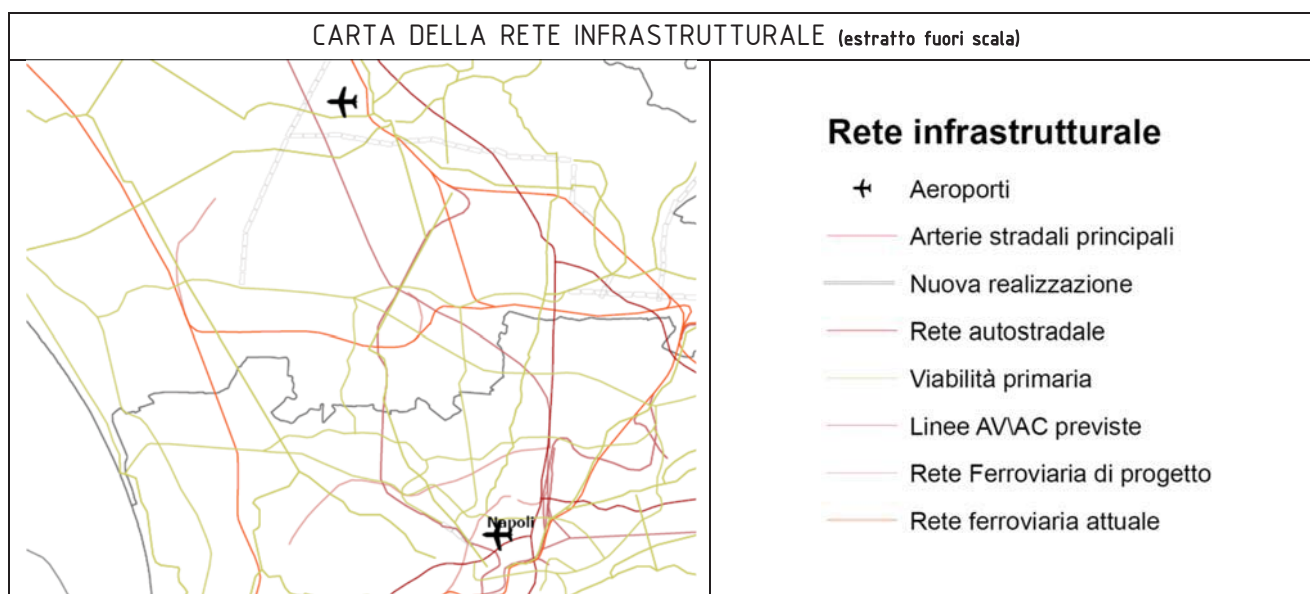 CARTA DELLA RETE INFRASTRUTTURALE (estratto fuori scala)
Napoli
Rete infrastrutturale
Aeroporti
Arterie stradali principali
Nuova realizzazione
Rete autostradale
Viabilità primaria
Linee AV\AC previste
Rete Ferroviaria di progetto
Rete ferroviaria attuale